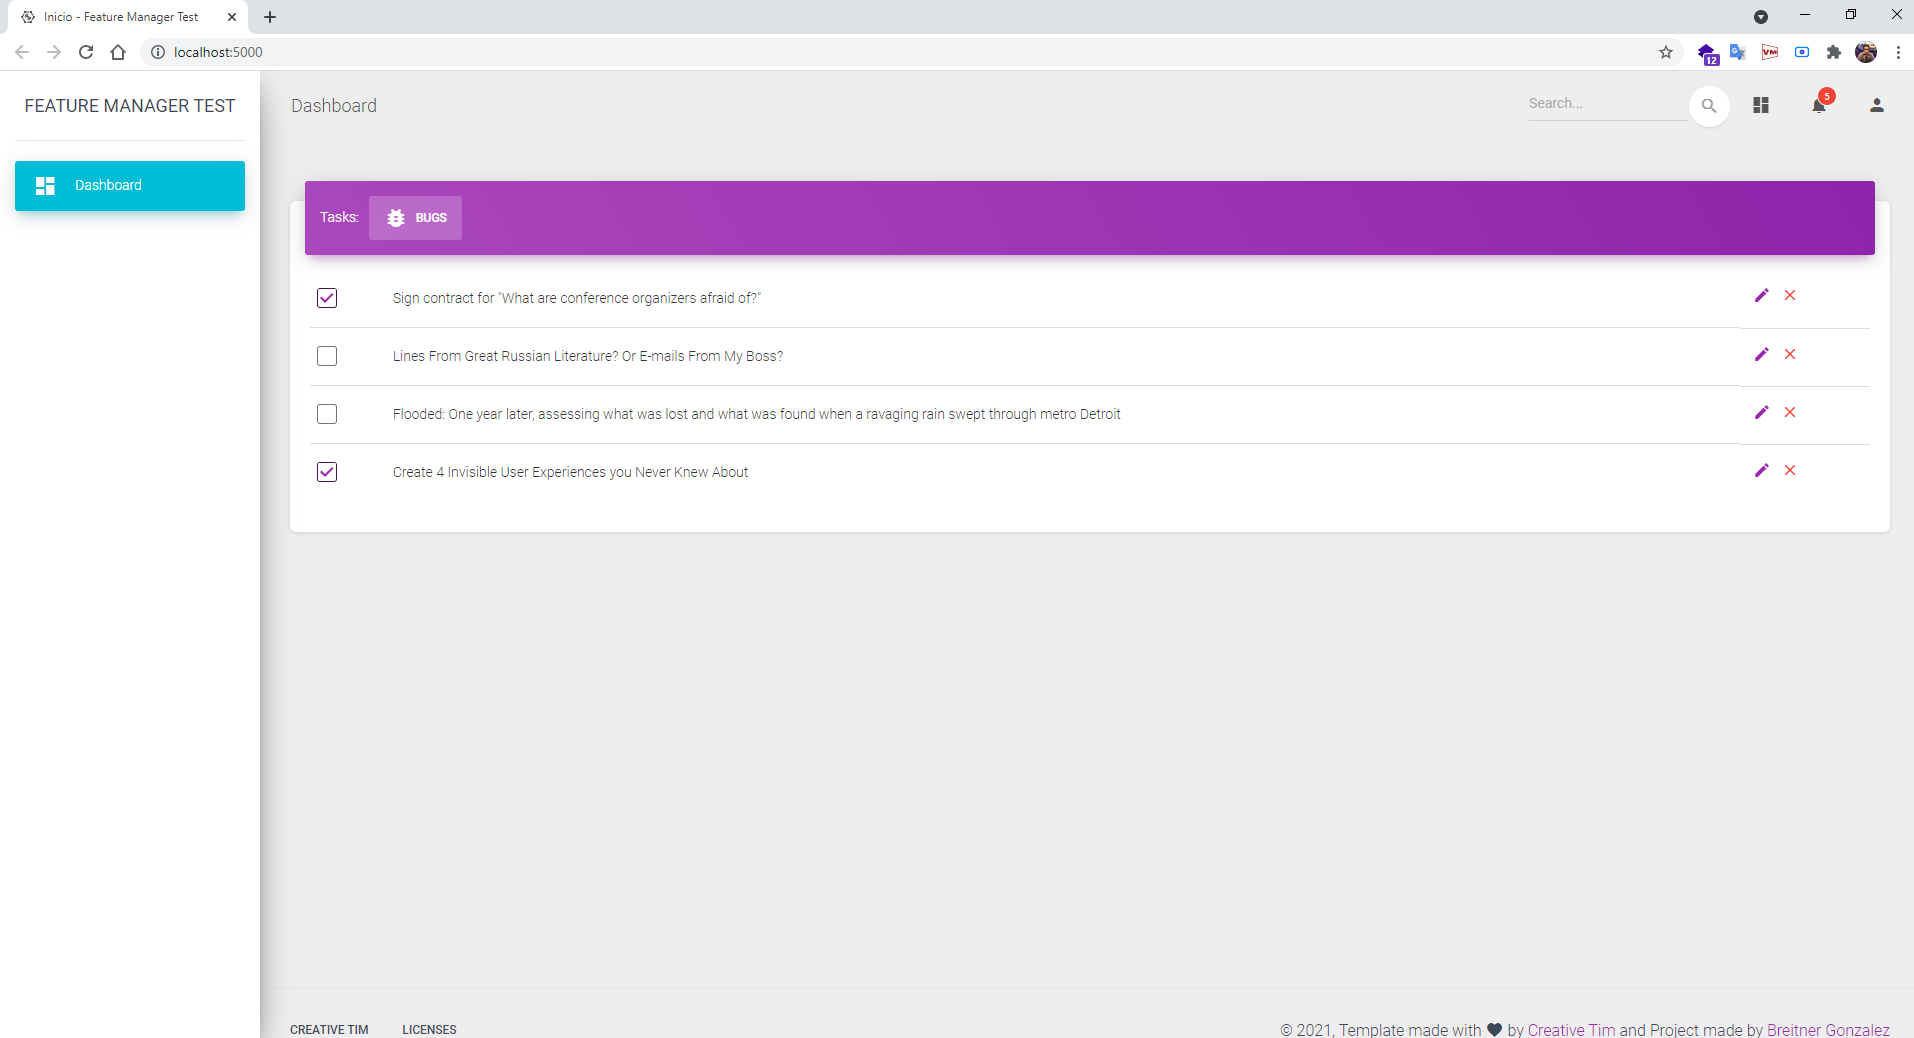 Inicio - Feature Manager Test
localhost:5000
12
VM
FEATURE MANAGER TEST
Dashboard
Search...
5
Dashboard
Tasks:
BUGS
Sign contract for "What are conference organizers afraid of?"
Lines From Great Russian Literature? Or E-mails From My Boss?
Flooded: One year later, assessing what was lost and what was found when a ravaging rain swept through metro Detroit
Create 4 Invisible User Experiences you Never Knew About
CREATIVE TIM
LICENSES
© 2021, Template made with by Creative Tim and Project made by Breitner Gonzalez